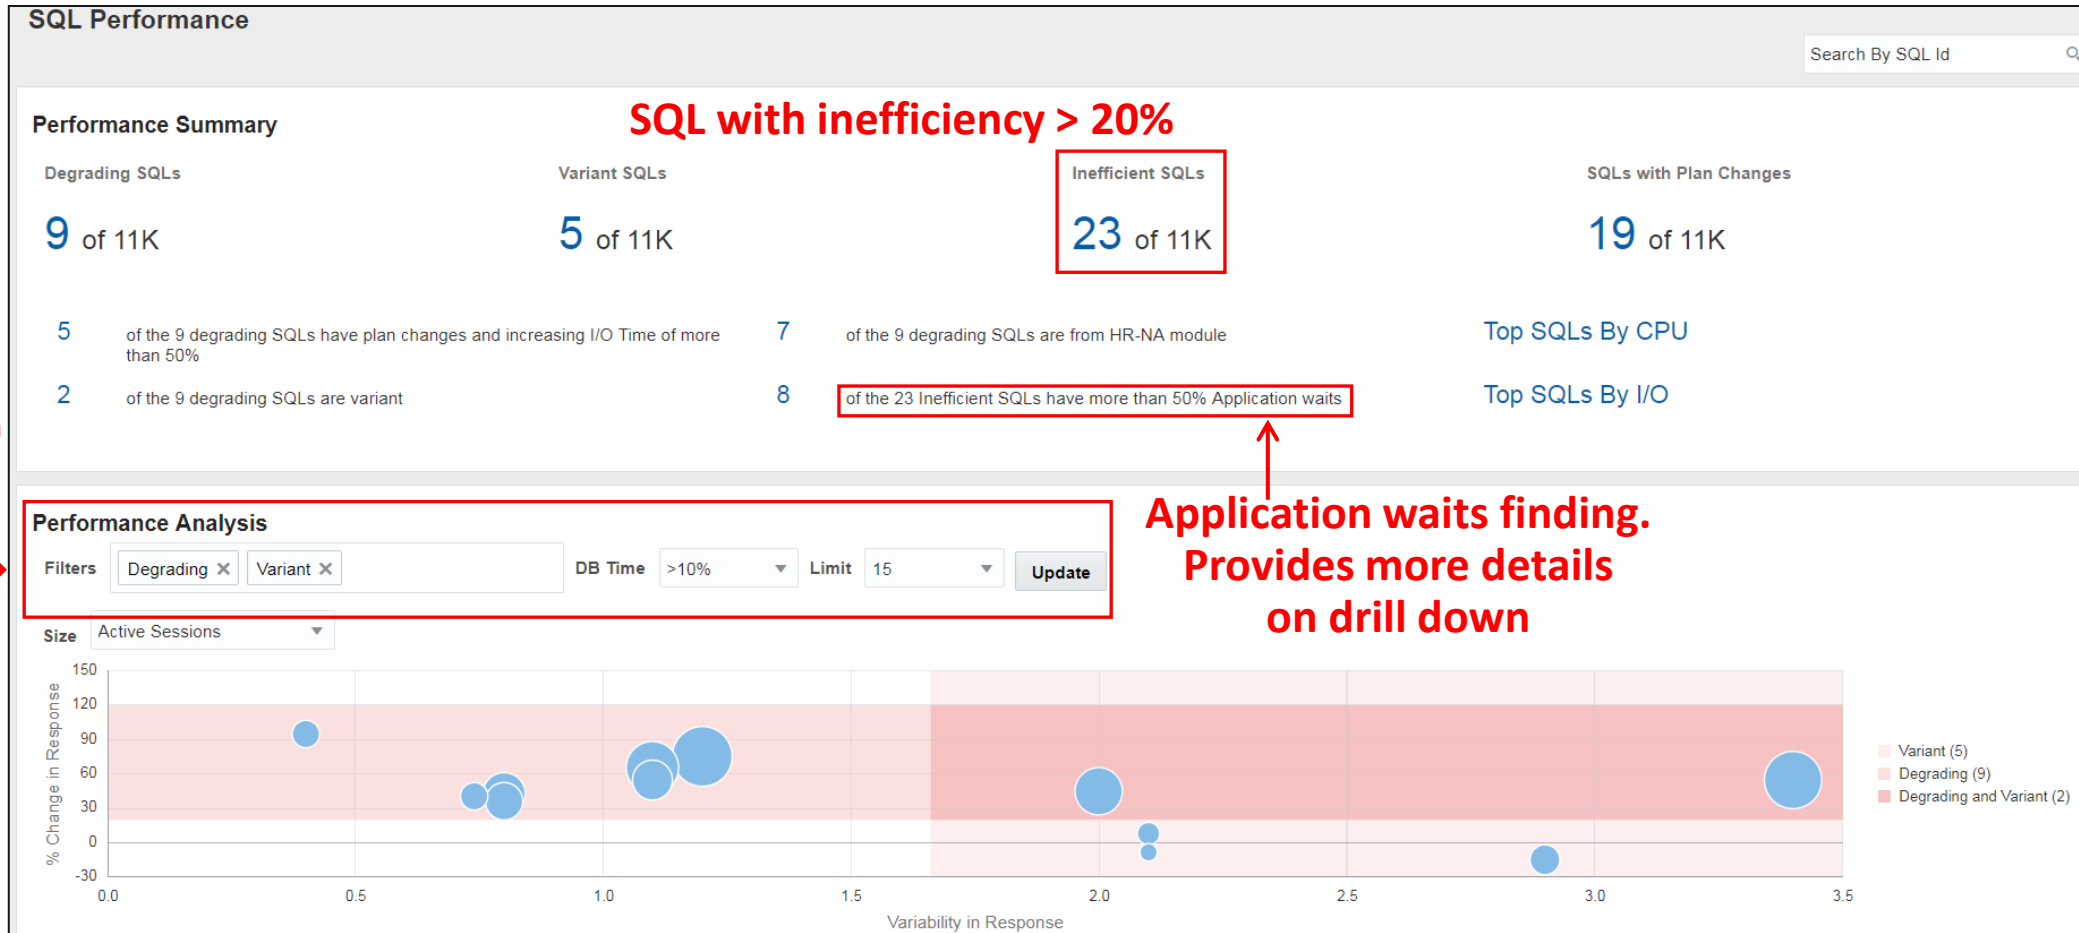 SQL Performance
Search By SQL Id
Performance Summary
SQL with inefficiency > 20%
Degrading SQLs
Variant SQLs
Inefficient SQLs
SQLs with Plan Changes
9 of 11K
5 of 11K
23 of 11K
19 of 11K
5
of the 9 degrading SQLs have plan changes and increasing I/O Time of more
than 50%
7
of the 9 degrading SQLs are from HR-NA module
Top SQLs By CPU
2
of the 9 degrading SQLs are variant
8
of the 23 Inefficient SQLs have more than 50% Application waits
Top SQLs By I/O
Application waits finding.
Provides more details
on drill down
Performance Analysis
Filters
Degrading ×
Variant ×
DB Time
>10%
Limit
15
Update
Size
Active Sessions
150
120
90
60
30
0
-30
% Change in Response
0.0
0.5
1.0
1.5
2.0
2.5
3.0
3.5
Variability in Response
Variant (5)
Degrading (9)
Degrading and Variant (2)